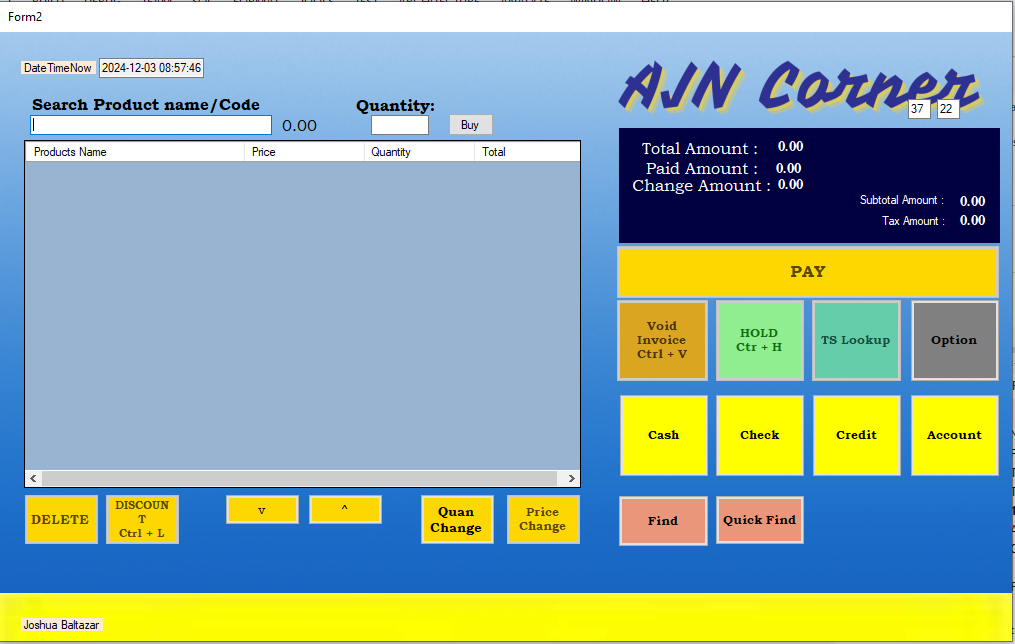 Form2
DateTimeNow 2024-12-03 08:57:46
AJN Corner
37 22
Search Product name/Code
Quantity:
0.00
Buy
Products Name Price Quantity Total
Total Amount : 0.00
Paid Amount : 0.00
Change Amount : 0.00
Subtotal Amount : 0.00
Tax Amount : 0.00
PAY
Void
Invoice
Ctrl + V
HOLD
Ctr + H
TS Lookup
Option
Cash
Check
Credit
Account
DELETE
DISCOUN
T
Ctrl + L
v
^
Quan
Change
Price
Change
Find
Quick Find
Joshua Baltazar